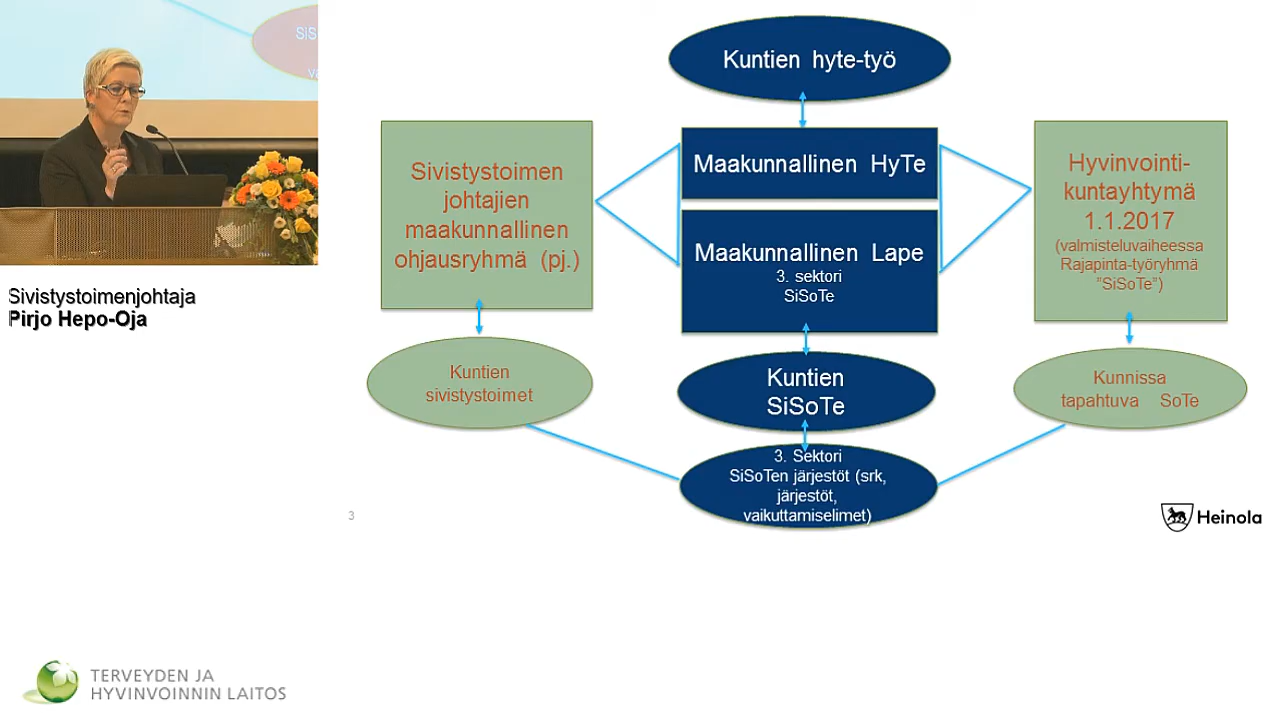 SiS
Kuntien hyte-työ
Sivistystoimen
johtajien
maakunnallinen
ohjausryhmä (pj.)
Maakunnallinen HyTe
Maakunnallinen Lape
3. sektori
SiSoTe
Hyvinvointi-
kuntayhtymä
1.1.2017
(valmisteluvaiheessa
Rajapinta-työryhmä
"SiSoTe")
Sivistystoimenjohtaja
Pirjo Hepo-Oja
Kuntien
sivistystoimet
Kuntien
SiSoTe
Kunnissa
tapahtuva SoTe
3. Sektori
SiSoTen järjestöt (srk,
järjestöt,
vaikuttamiselimet)
3
Heinola
TERVEYDEN JA
HYVINVOINNIN LAITOS